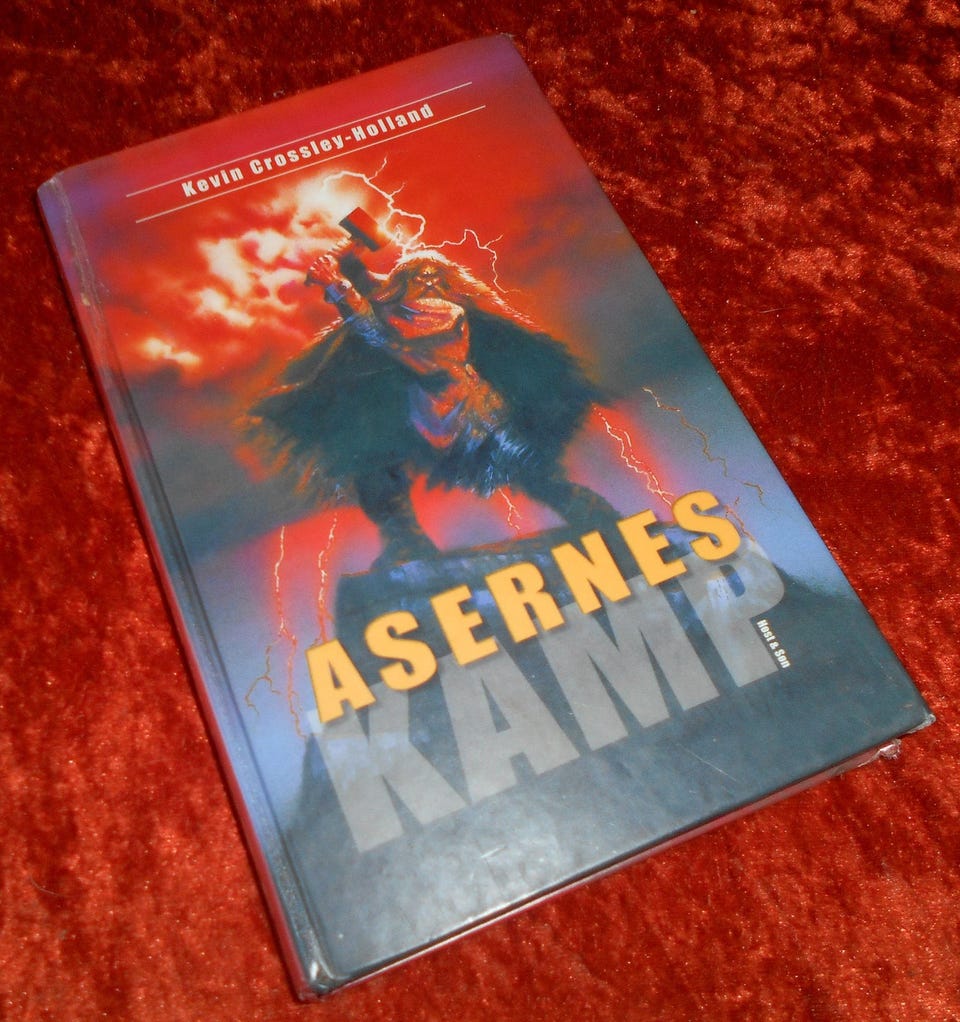 Kevin Crossley-Holland
ASERNES
KAMP
Høst & Søn